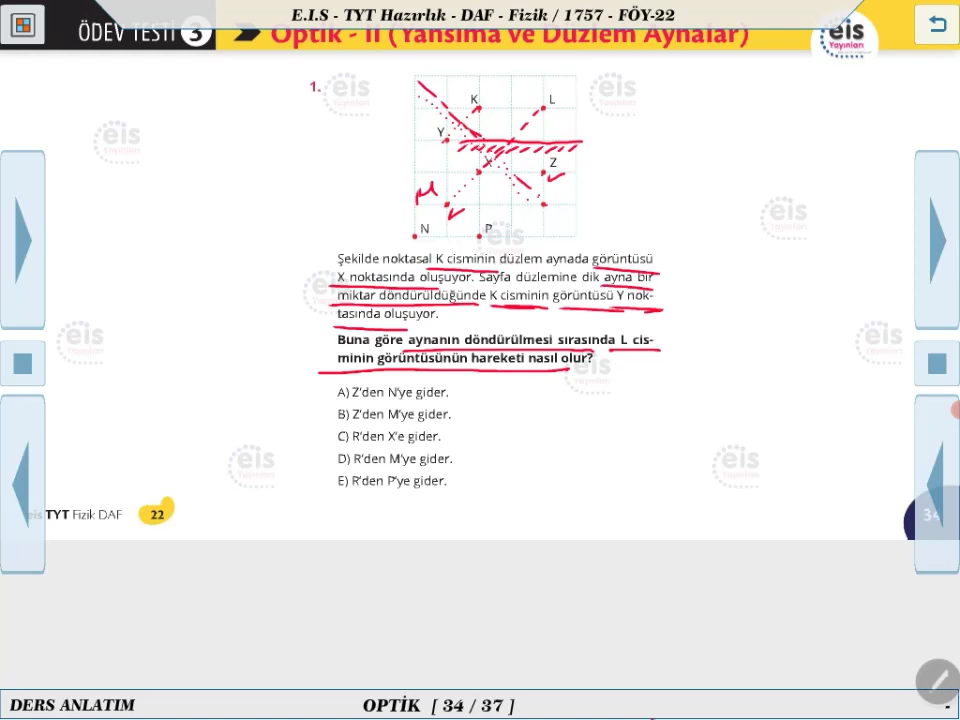 E.I.S - TYT Hazırlık - DAF - Fizik / 1757 - FÖY-22
ÖDEV TESTİ 3
Optik - II (Yansıma ve Düzlem Aynalar)
eis
Yayınları
1.
K
L
Y
X
Z
M
N
P
Şekilde noktasal K cisminin düzlem aynada görüntüsü
X noktasında oluşuyor. Sayfa düzlemine dik ayna bir
miktar döndürüldüğünde K cisminin görüntüsü Y nok-
tasında oluşuyor.
Buna göre aynanın döndürülmesi sırasında L cis-
minin görüntüsünün hareketi nasıl olur?
A) Z'den N'ye gider.
B) Z'den M'ye gider.
C) R'den X'e gider.
D) R'den M'ye gider.
E) R'den P'ye gider.
eis TYT Fizik DAF 22
34
DERS ANLATIM
OPTİK [ 34 / 37 ]
-